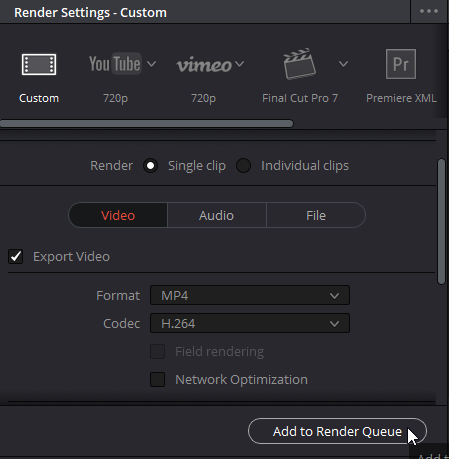 Render Settings - Custom
YouTube
vimeo
Pr
Custom
720p
720p
Final Cut Pro 7
Premiere XML
Render Single clip Individual clips
Video Audio File
Export Video
Format MP4
Codec H.264
Field rendering
Network Optimization
Add to Render Queue